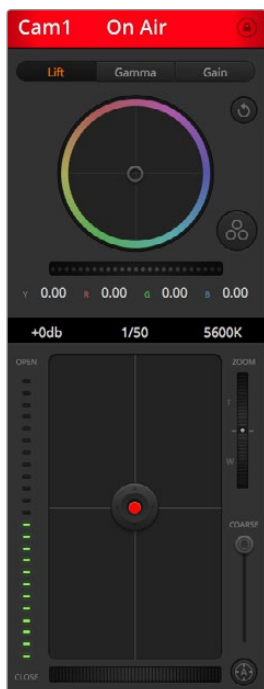 Cam1 On Air
Lift Gamma Gain
Y 0.00 R 0.00 G 0.00 B 0.00
+0db 1/50 5600K
OPEN ZOOM
T
W
COARSE
CLOSE A